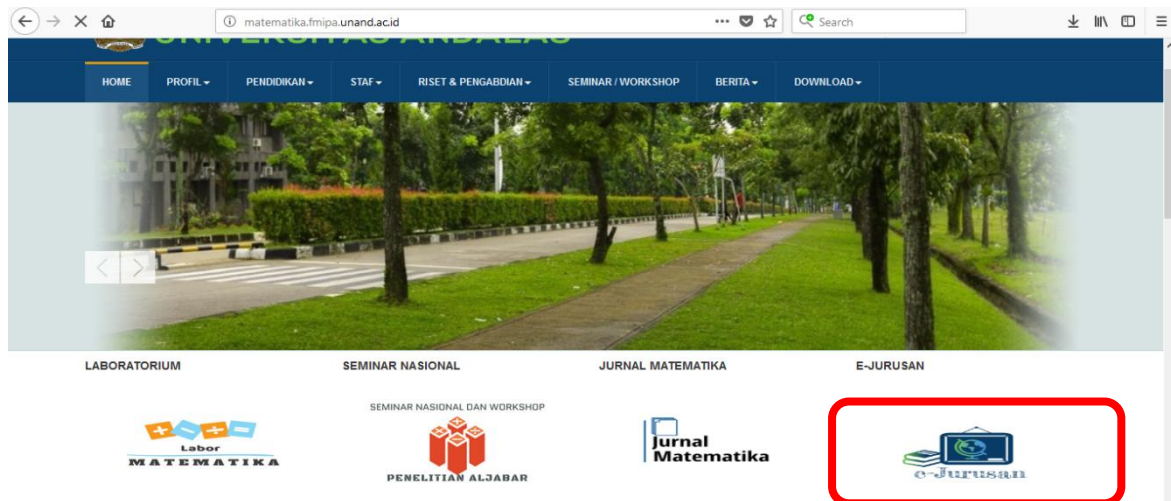 matematika.fmipa.unand.ac.id
Search
UNIVERSITAS ANDALAS
HOME PROFIL PENDIDIKAN STAF RISET & PENGABDIAN SEMINAR / WORKSHOP BERITA DOWNLOAD
LABORATORIUM SEMINAR NASIONAL JURNAL MATEMATIKA E-JURUSAN
Labor
MATEMATIKA
SEMINAR NASIONAL DAN WORKSHOP
PENELITIAN ALJABAR
Jurnal
Matematika
e-Jurusan